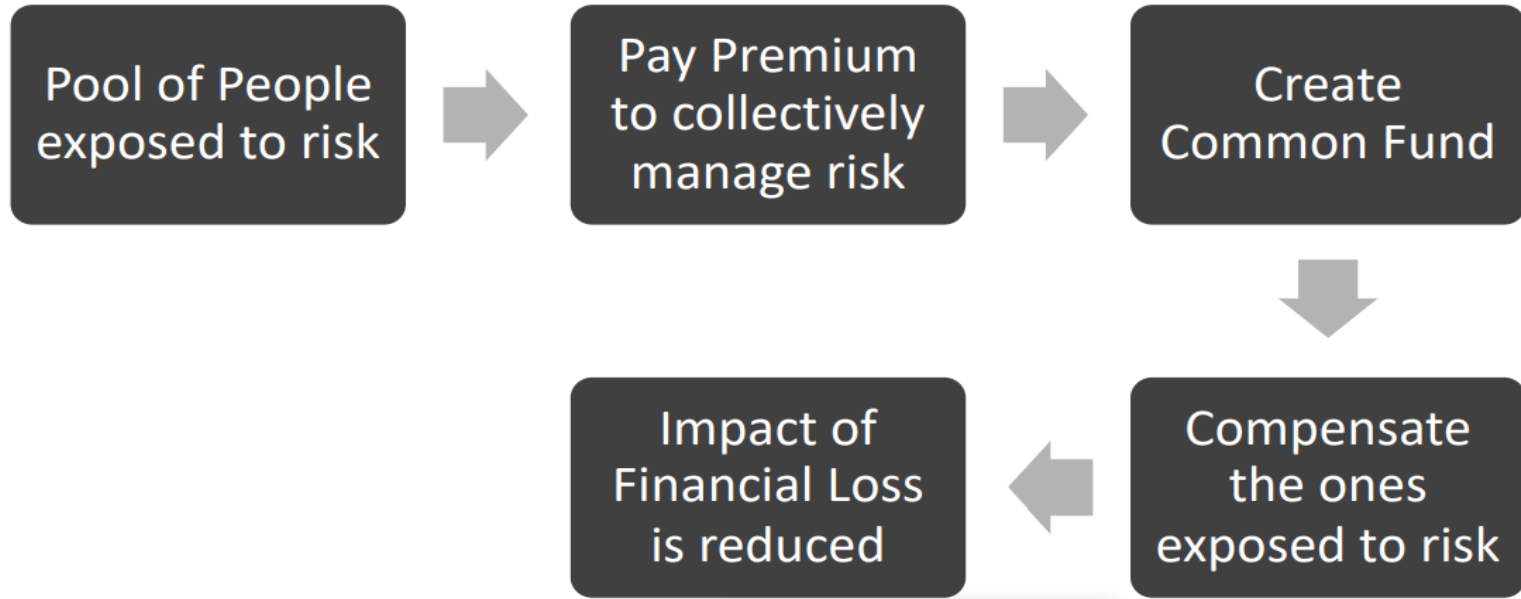 Pool of People
exposed to risk
Pay Premium
to collectively
manage risk
Create
Common Fund
Compensate
the ones
exposed to risk
Impact of
Financial Loss
is reduced